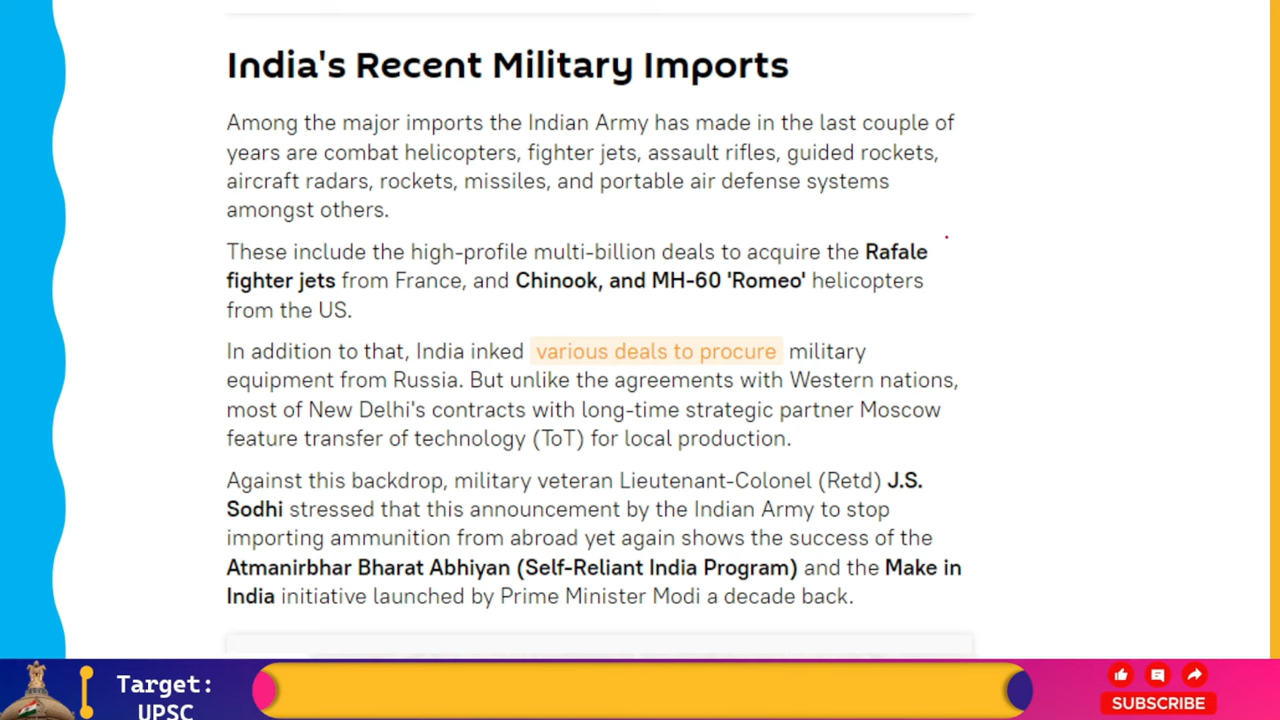 India's Recent Military Imports
Among the major imports the Indian Army has made in the last couple of
years are combat helicopters, fighter jets, assault rifles, guided rockets,
aircraft radars, rockets, missiles, and portable air defense systems
amongst others.
These include the high-profile multi-billion deals to acquire the Rafale
fighter jets from France, and Chinook, and MH-60 'Romeo' helicopters
from the US.
In addition to that, India inked various deals to procure military
equipment from Russia. But unlike the agreements with Western nations,
most of New Delhi's contracts with long-time strategic partner Moscow
feature transfer of technology (ToT) for local production.
Against this backdrop, military veteran Lieutenant-Colonel (Retd) J.S.
Sodhi stressed that this announcement by the Indian Army to stop
importing ammunition from abroad yet again shows the success of the
Atmanirbhar Bharat Abhiyan (Self-Reliant India Program) and the Make in
India initiative launched by Prime Minister Modi a decade back.
Target:
UPSC
SUBSCRIBE